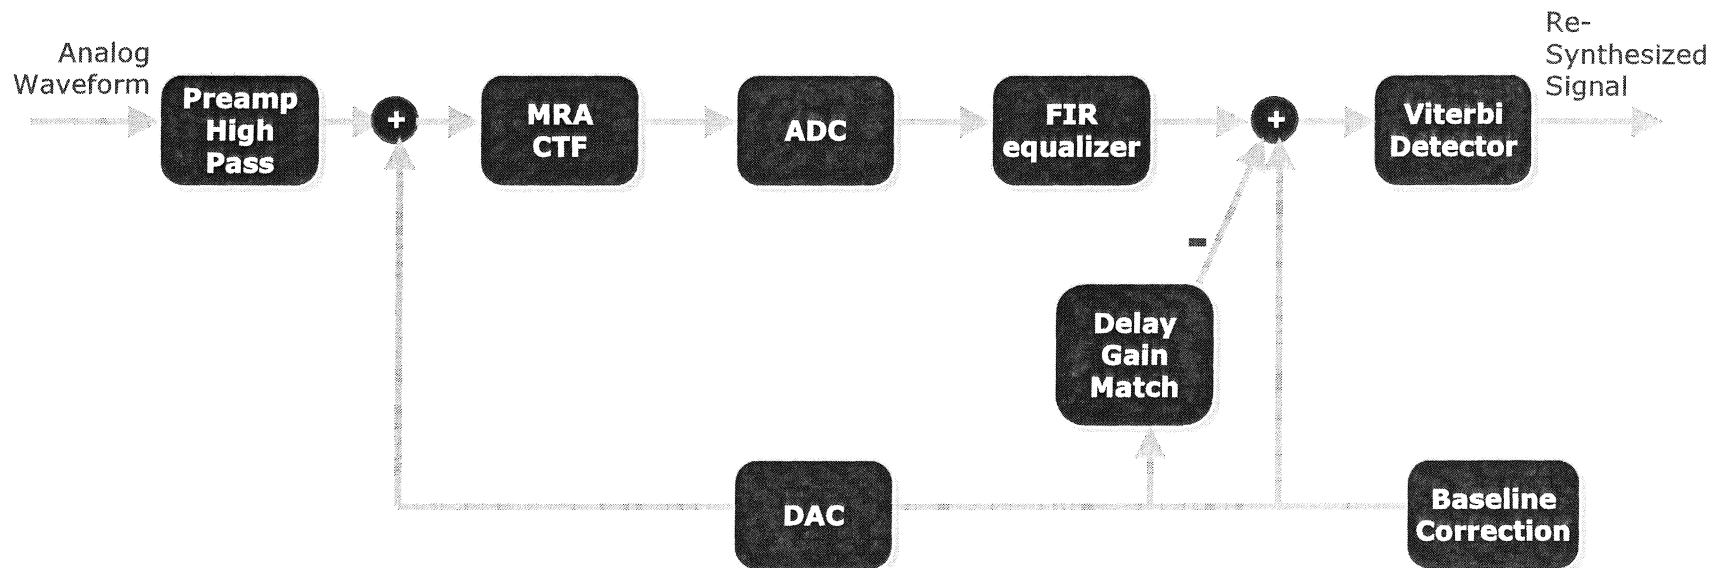 Analog
Waveform
Preamp
High
Pass
+
MRA
CTF
ADC
FIR
equalizer
+
Viterbi
Detector
Re-
Synthesized
Signal
-
Delay
Gain
Match
DAC
Baseline
Correction